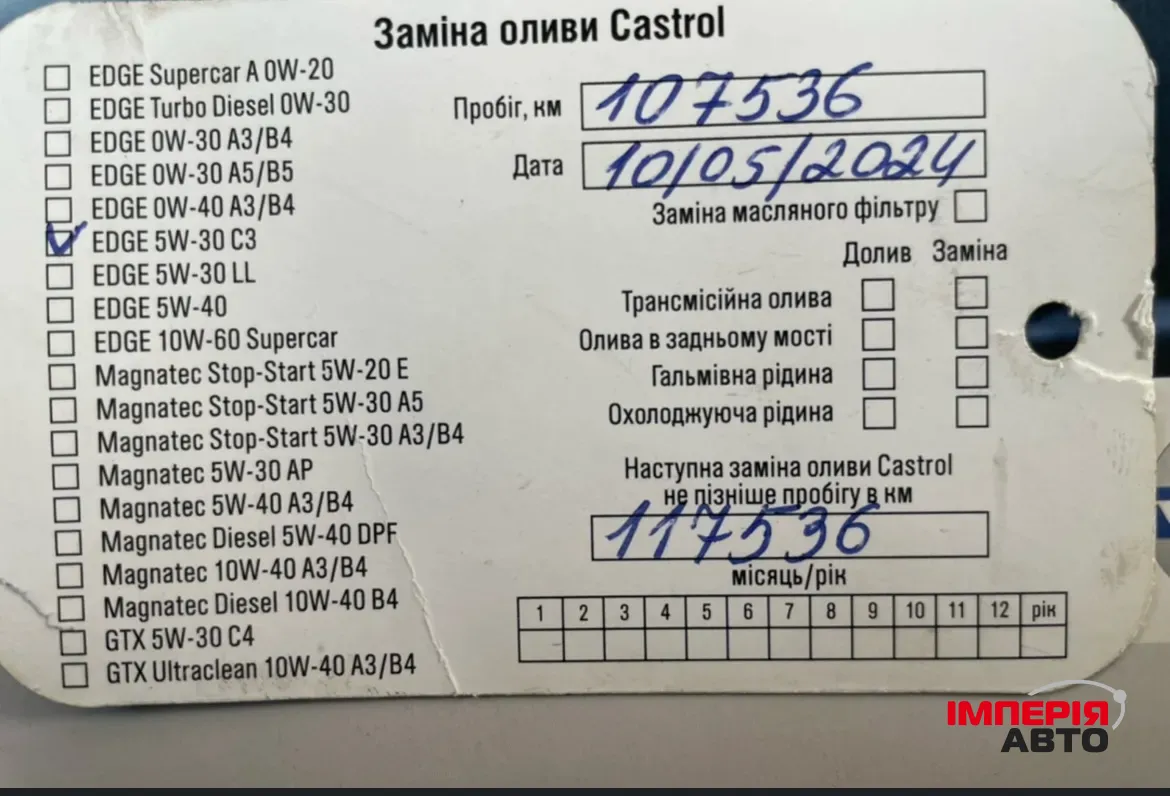 Заміна оливи Castrol
EDGE Supercar A 0W-20
EDGE Turbo Diesel 0W-30
EDGE 0W-30 A3/B4
EDGE 0W-30 A5/B5
EDGE 0W-40 A3/B4
EDGE 5W-30 C3
EDGE 5W-30 LL
EDGE 5W-40
EDGE 10W-60 Supercar
Magnatec Stop-Start 5W-20 E
Magnatec Stop-Start 5W-30 A5
Magnatec Stop-Start 5W-30 A3/B4
Magnatec 5W-30 AP
Magnatec 5W-40 A3/B4
Magnatec Diesel 5W-40 DPF
Magnatec 10W-40 A3/B4
Magnatec Diesel 10W-40 B4
GTX 5W-30 C4
GTX Ultraclean 10W-40 A3/B4
Пробіг, км 107536
Дата 10/05/2024
Заміна масляного фільтру
Долив Заміна
Трансмісійна олива
Олива в задньому мості
Гальмівна рідина
Охолоджуюча рідина
Наступна заміна оливи Castrol
не пізніше пробігу в км
117536
місяць/рік
1 2 3 4 5 6 7 8 9 10 11 12 рік
ІМПЕРІЯ
АВТО